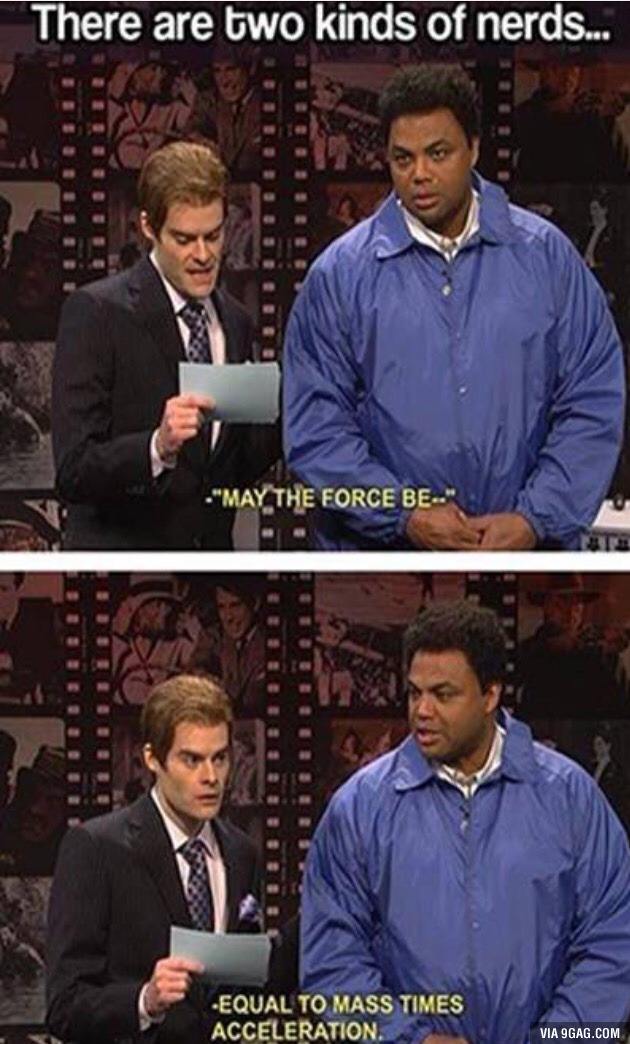 There are two kinds of nerds...
-"MAY THE FORCE BE--"
-EQUAL TO MASS TIMES
ACCELERATION.
VIA 9GAG.COM